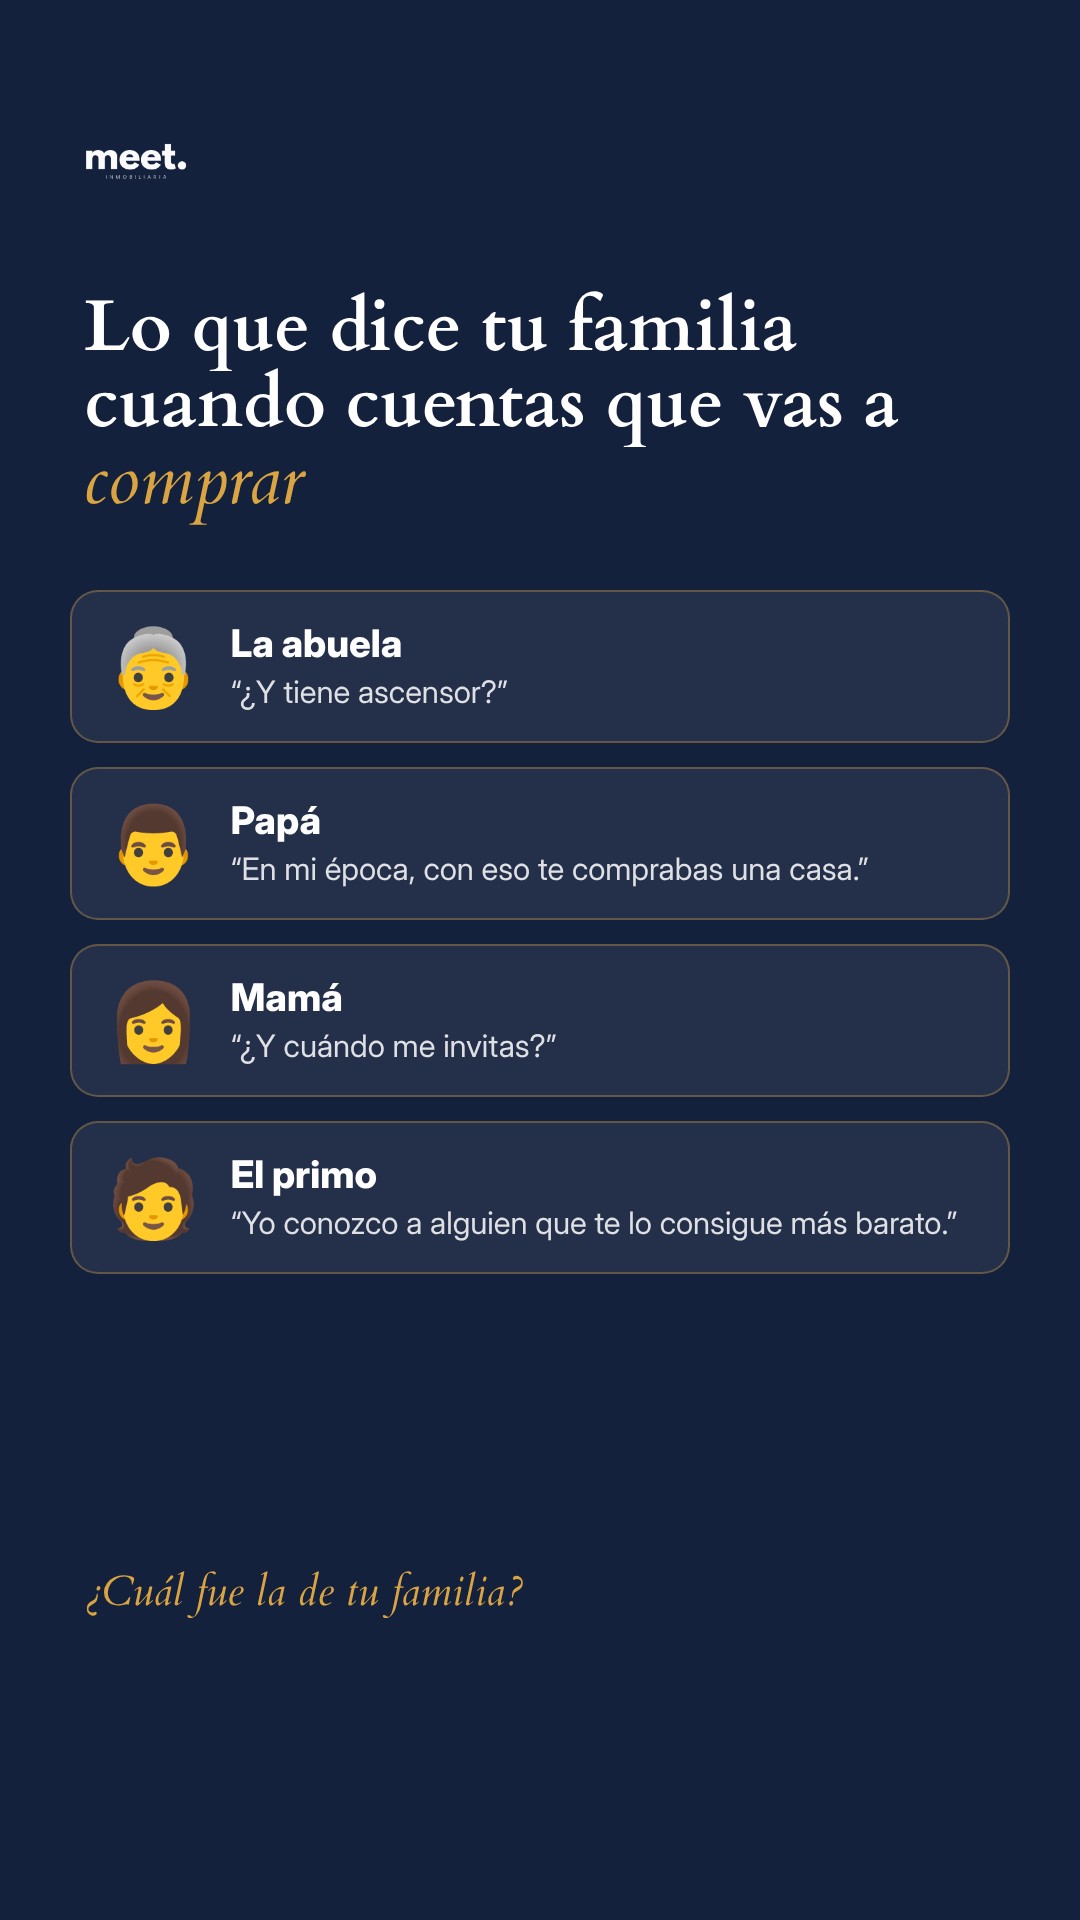 meet.
INMOBILIARIA
Lo que dice tu familia
cuando cuentas que vas a
comprar
La abuela
“¿Y tiene ascensor?”
Papá
“En mi época, con eso te comprabas una casa.”
Mamá
“¿Y cuándo me invitas?”
El primo
“Yo conozco a alguien que te lo consigue más barato.”
¿Cuál fue la de tu familia?